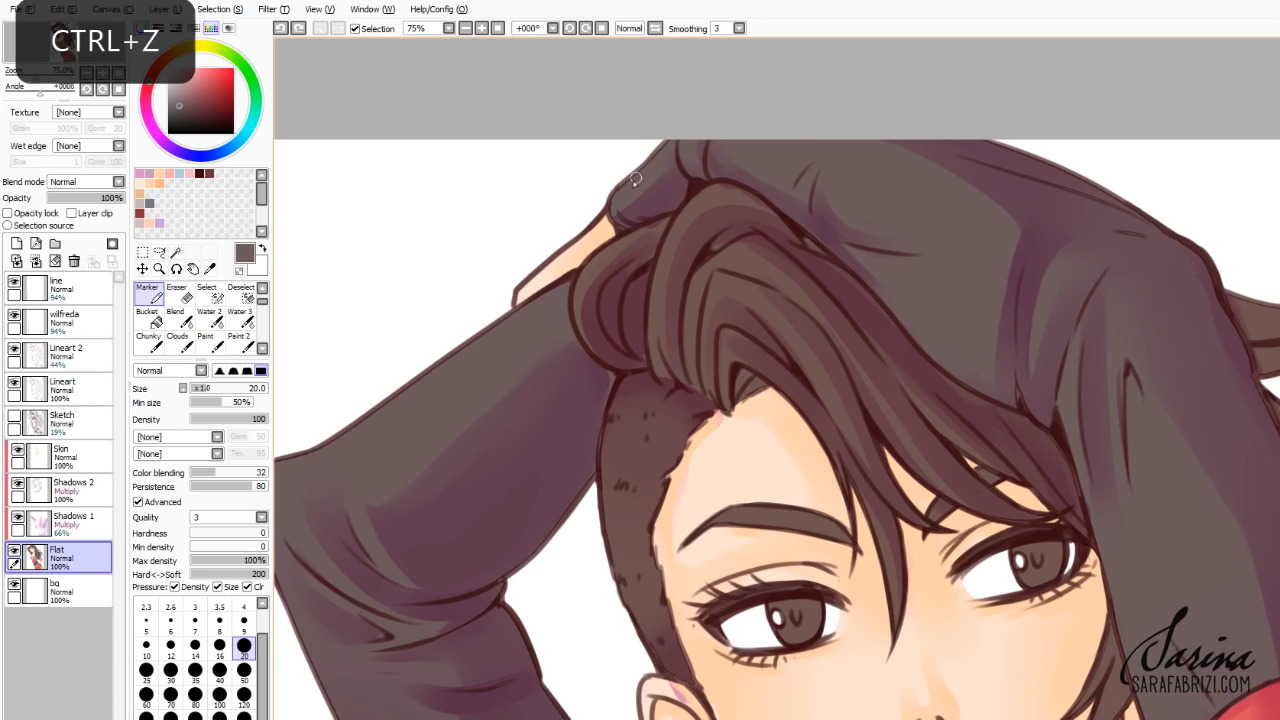 File (F) Edit (E) Canvas (C) Layer (L) Selection (S) Filter (T) View (V) Window (W) Help/Config (O)
CTRL+Z
Selection 75% +000° Normal Smoothing 3
Zoom 75.0%
Angle +000θ
Texture [None]
Grain 100% Contr 20
Wet edge [None]
Size 1 Conv. 100
Blend mode Normal
Opacity 100%
Opacity lock Layer clip
Selection source
line
Normal
94%
wilfreda
Normal
94%
Lineart 2
Normal
44%
Lineart
Normal
100%
Sketch
Normal
19%
Skin
Normal
100%
Shadows 2
Multiply
100%
Shadows 1
Multiply
66%
Flat
Normal
100%
bg
Normal
100%
Marker Eraser Select Deselect
Bucket Blend Water 2 Water 3
Chunky Clouds Paint Paint 2
Normal
Size x 1.0 20.0
Min size 50%
Density 100
[None] Dens 50
[None] Tex. 95
Color blending 32
Persistence 80
Advanced
Quality 3
Hardness 0
Min density 0
Max density 100%
Hard<->Soft 200
Pressure: Density Size Clr
2.3 2.6 3 3.5 4
5 6 7 8 9
10 12 14 16 20
25 30 35 40 50
60 70 80 100 120
Sarina
SARAFABRIZI.COM